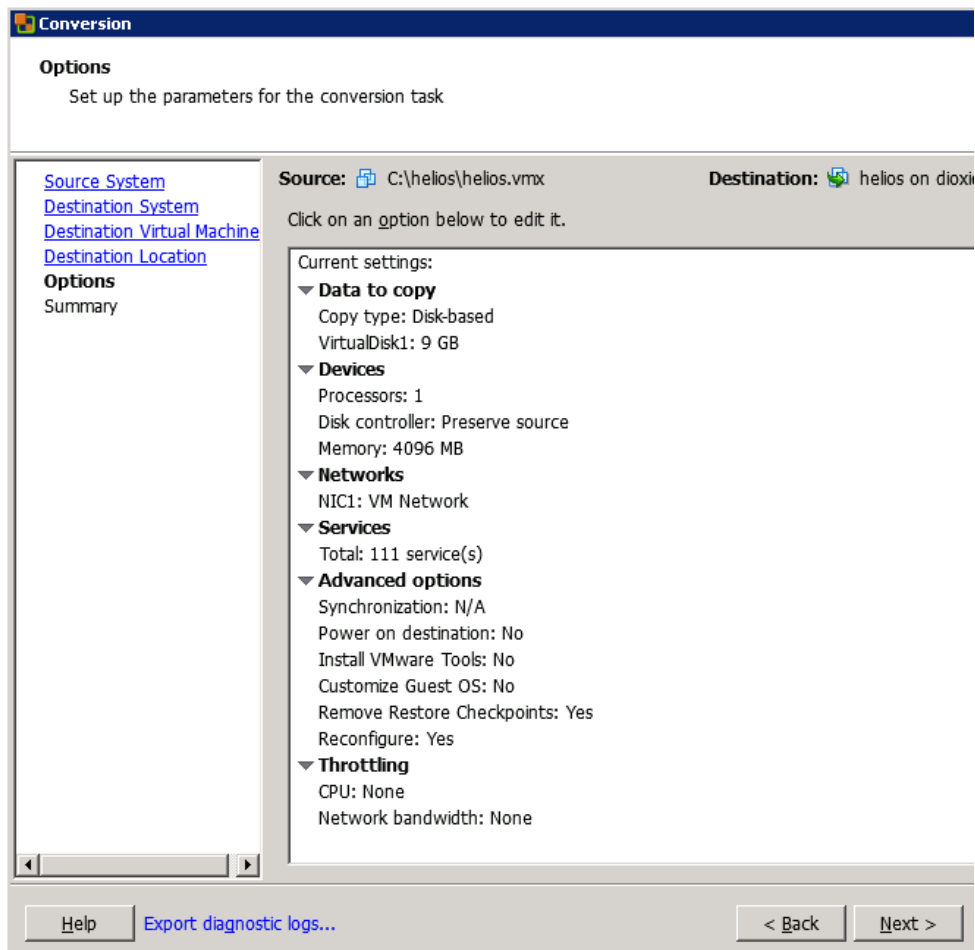 Conversion
Options
Set up the parameters for the conversion task
Source System
Destination System
Destination Virtual Machine
Destination Location
Options
Summary
Source: C:\helios\helios.vmx Destination: helios on dioxi
Click on an option below to edit it.
Current settings:
Data to copy
Copy type: Disk-based
VirtualDisk1: 9 GB
Devices
Processors: 1
Disk controller: Preserve source
Memory: 4096 MB
Networks
NIC1: VM Network
Services
Total: 111 service(s)
Advanced options
Synchronization: N/A
Power on destination: No
Install VMware Tools: No
Customize Guest OS: No
Remove Restore Checkpoints: Yes
Reconfigure: Yes
Throttling
CPU: None
Network bandwidth: None
Help Export diagnostic logs... < Back Next >